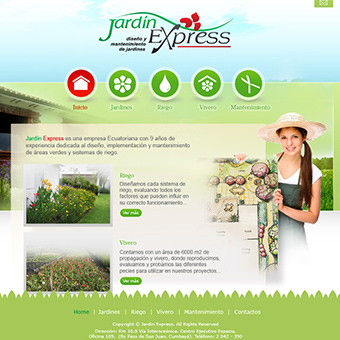 Jardín
Express
diseño y
mantenimiento
de jardines
Inicio
Jardines
Riego
Vivero
Mantenimiento
Jardín Express es una empresa Ecuatoriana con 9 años de
experiencia dedicada al diseño, implementación y mantenimiento
de áreas verdes y sistemas de riego.
Riego
Diseñamos cada sistema de
riego, evaluando todos los
factores que pueden influir en
su correcto funcionamiento...
Ver más
Vivero
Contamos con un área de 6000 m2 de
propagación y vivero, donde reproducimos,
evaluamos y probamos las diferentes
pecies para utilizar en nuestros proyectos...
Ver más
Home | Jardines | Riego | Vivero | Mantenimiento | Contactos
Copyright © Jardín Express. All Rights Reserved
Dirección: Km 10,5 Vía Interoceánica. Centro Ejecutivo Espacia.
Oficina 105. (By Pass de San Juan, Cumbayá). Teléfono: 2 042 - 350